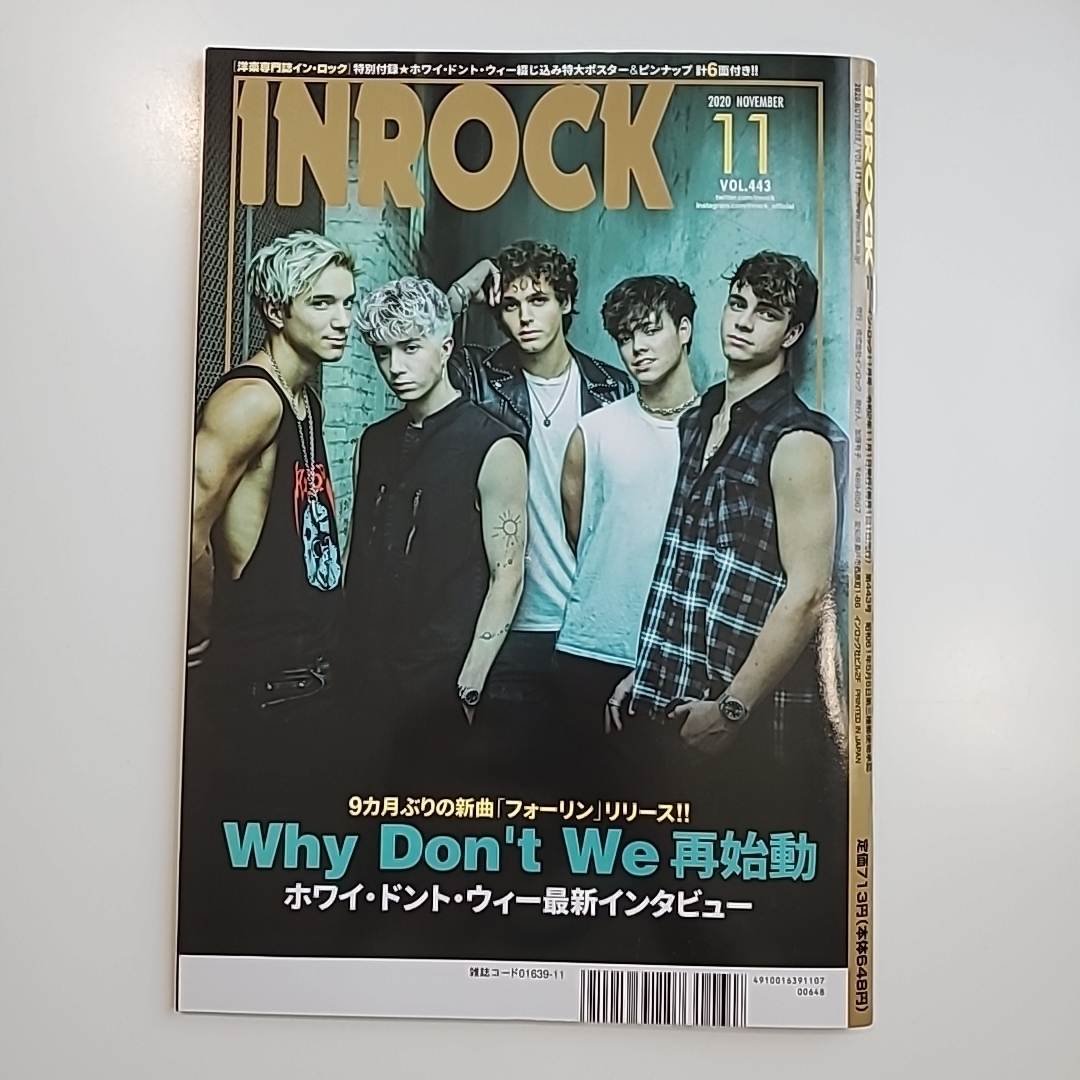 [洋楽専門誌イン・ロック] 特別付録★ホワイ・ドント・ウィー綴じ込み特大ポスター&ピンナップ 計6面付き!!
INROCK
2020 NOVEMBER
11
VOL.443
twitter.com/inrock
instagram.com/inrock_official
9カ月ぶりの新曲「フォーリン」リリース!!
Why Don't We 再始動
ホワイ・ドント・ウィー最新インタビュー
雑誌コード01639-11
4910016391107
00648
INROCK
PRINTED IN JAPAN
定価713円(本体648円)